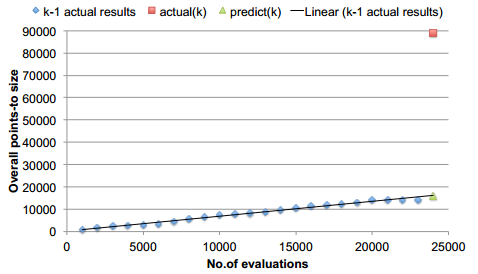 k-1 actual results actual(k) predict(k) Linear (k-1 actual results)
90000
80000
70000
60000
50000
40000
30000
20000
10000
0
Overall points-to size
0 5000 10000 15000 20000 25000
No.of evaluations